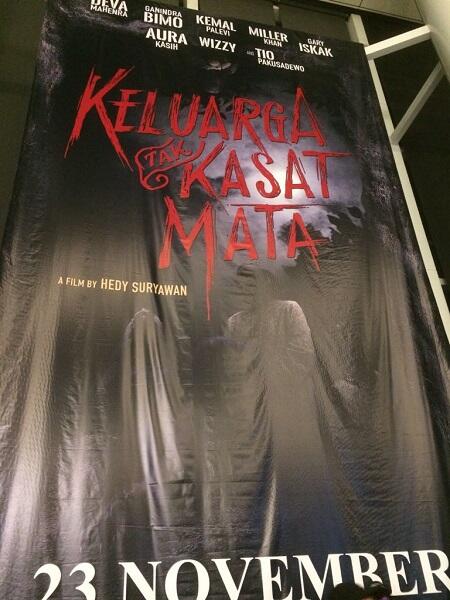 DEVA MAHENRA GANINDRA BIMO KEMAL PALEVI MILLER KHAN GARY ISKAK
AURA KASIH WIZZY AND TIO PAKUSADEWO
KELUARGA
TAK KASAT
MATA
A FILM BY HEDY SURYAWAN
23 NOVEMBER